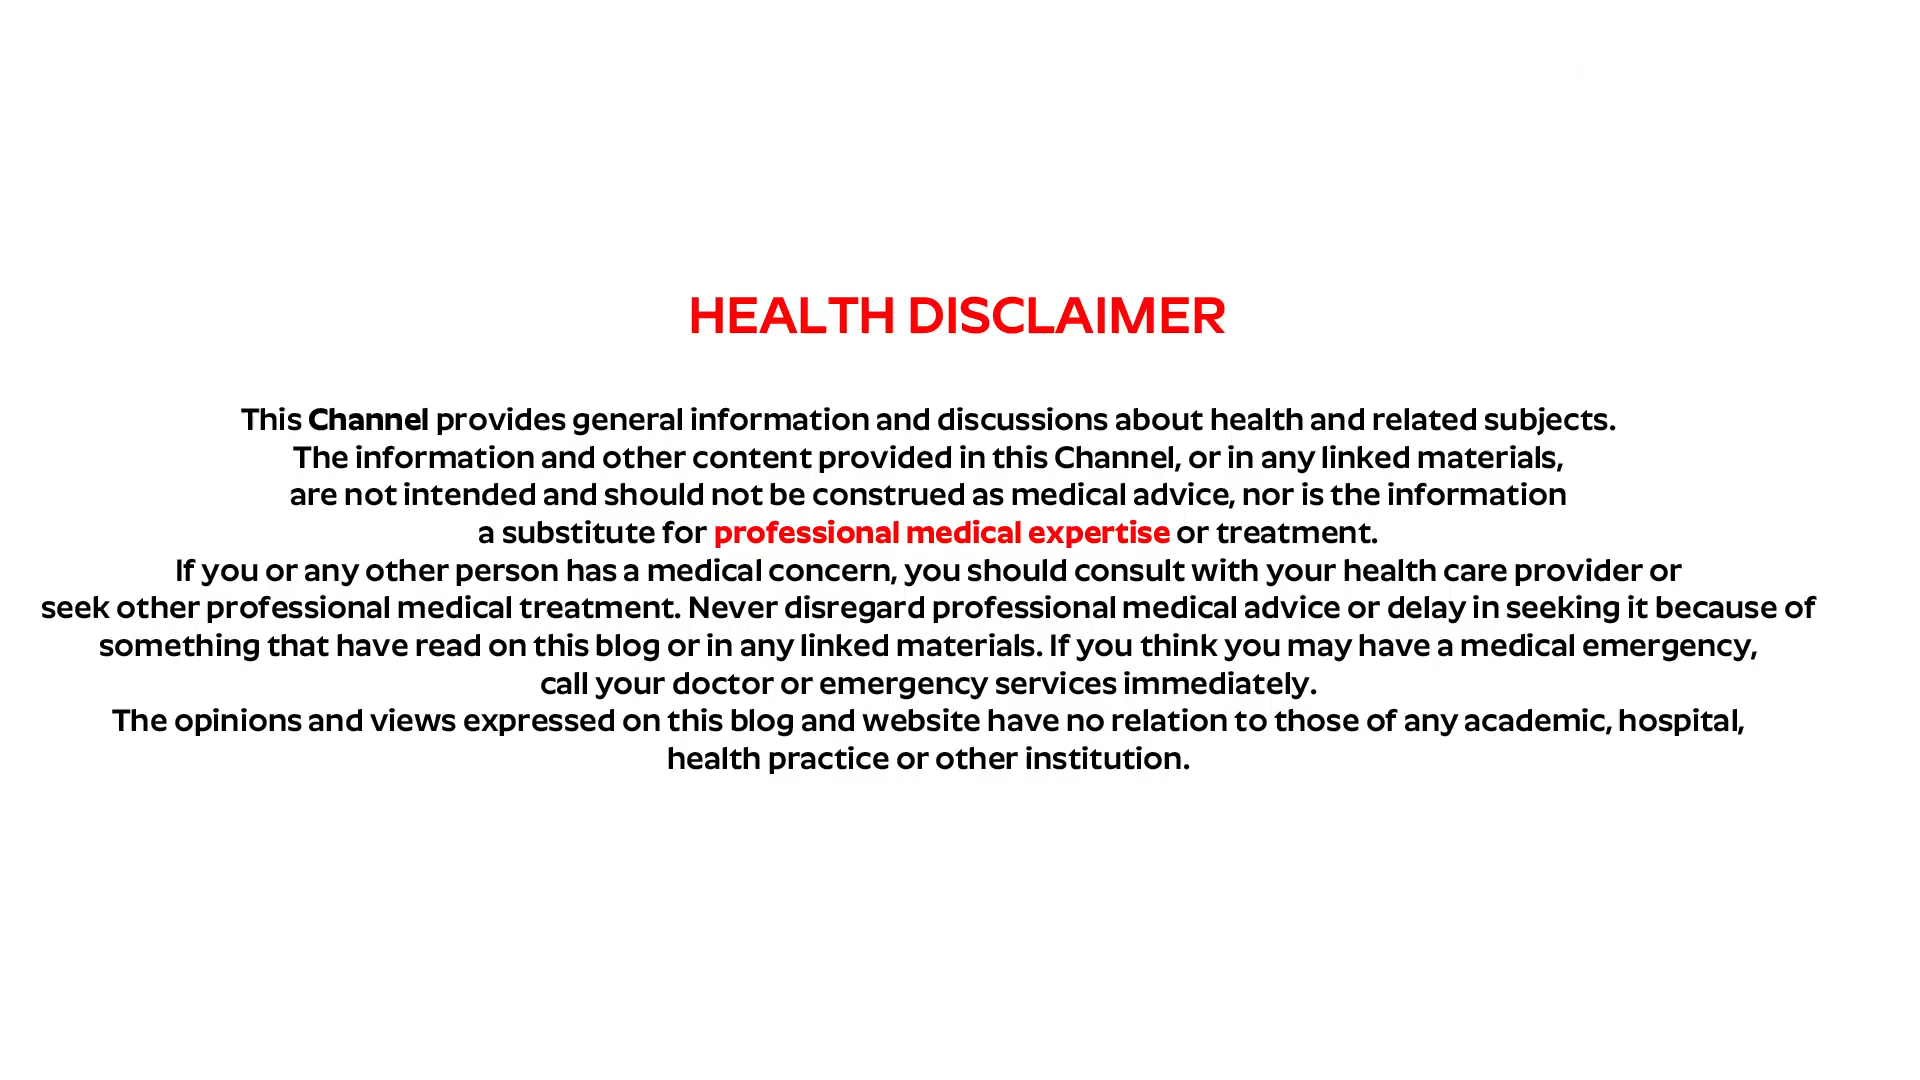 HEALTH DISCLAIMER
This Channel provides general information and discussions about health and related subjects.
The information and other content provided in this Channel, or in any linked materials,
are not intended and should not be construed as medical advice, nor is the information
a substitute for professional medical expertise or treatment.
If you or any other person has a medical concern, you should consult with your health care provider or
seek other professional medical treatment. Never disregard professional medical advice or delay in seeking it because of
something that have read on this blog or in any linked materials. If you think you may have a medical emergency,
call your doctor or emergency services immediately.
The opinions and views expressed on this blog and website have no relation to those of any academic, hospital,
health practice or other institution.